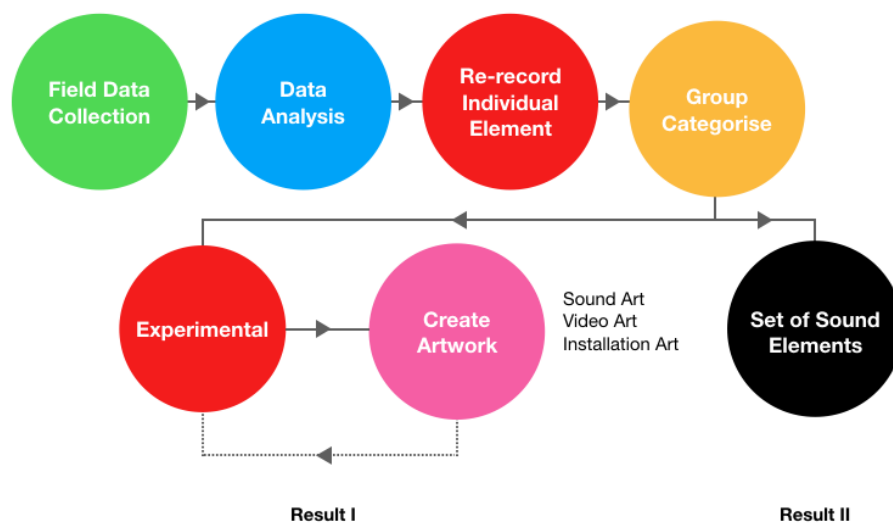 Field Data
Collection
Data
Analysis
Re-record
Individual
Element
Group
Categorise
Experimental
Create
Artwork
Sound Art
Video Art
Installation Art
Set of Sound
Elements
Result I
Result II